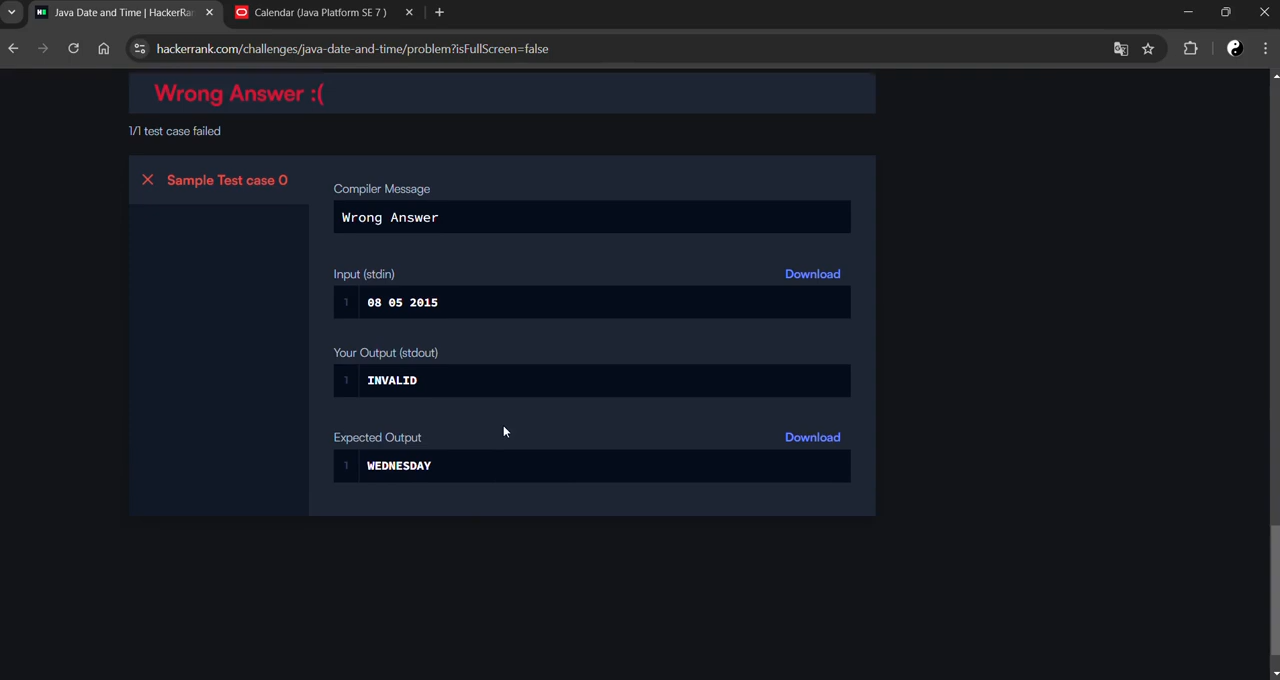 Java Date and Time | HackerRa
Calendar (Java Platform SE 7 )
hackerrank.com/challenges/java-date-and-time/problem?isFullScreen=false
Wrong Answer :(
1/1 test case failed
Sample Test case 0
Compiler Message
Wrong Answer
Input (stdin)
Download
1 08 05 2015
Your Output (stdout)
1 INVALID
Expected Output
Download
1 WEDNESDAY